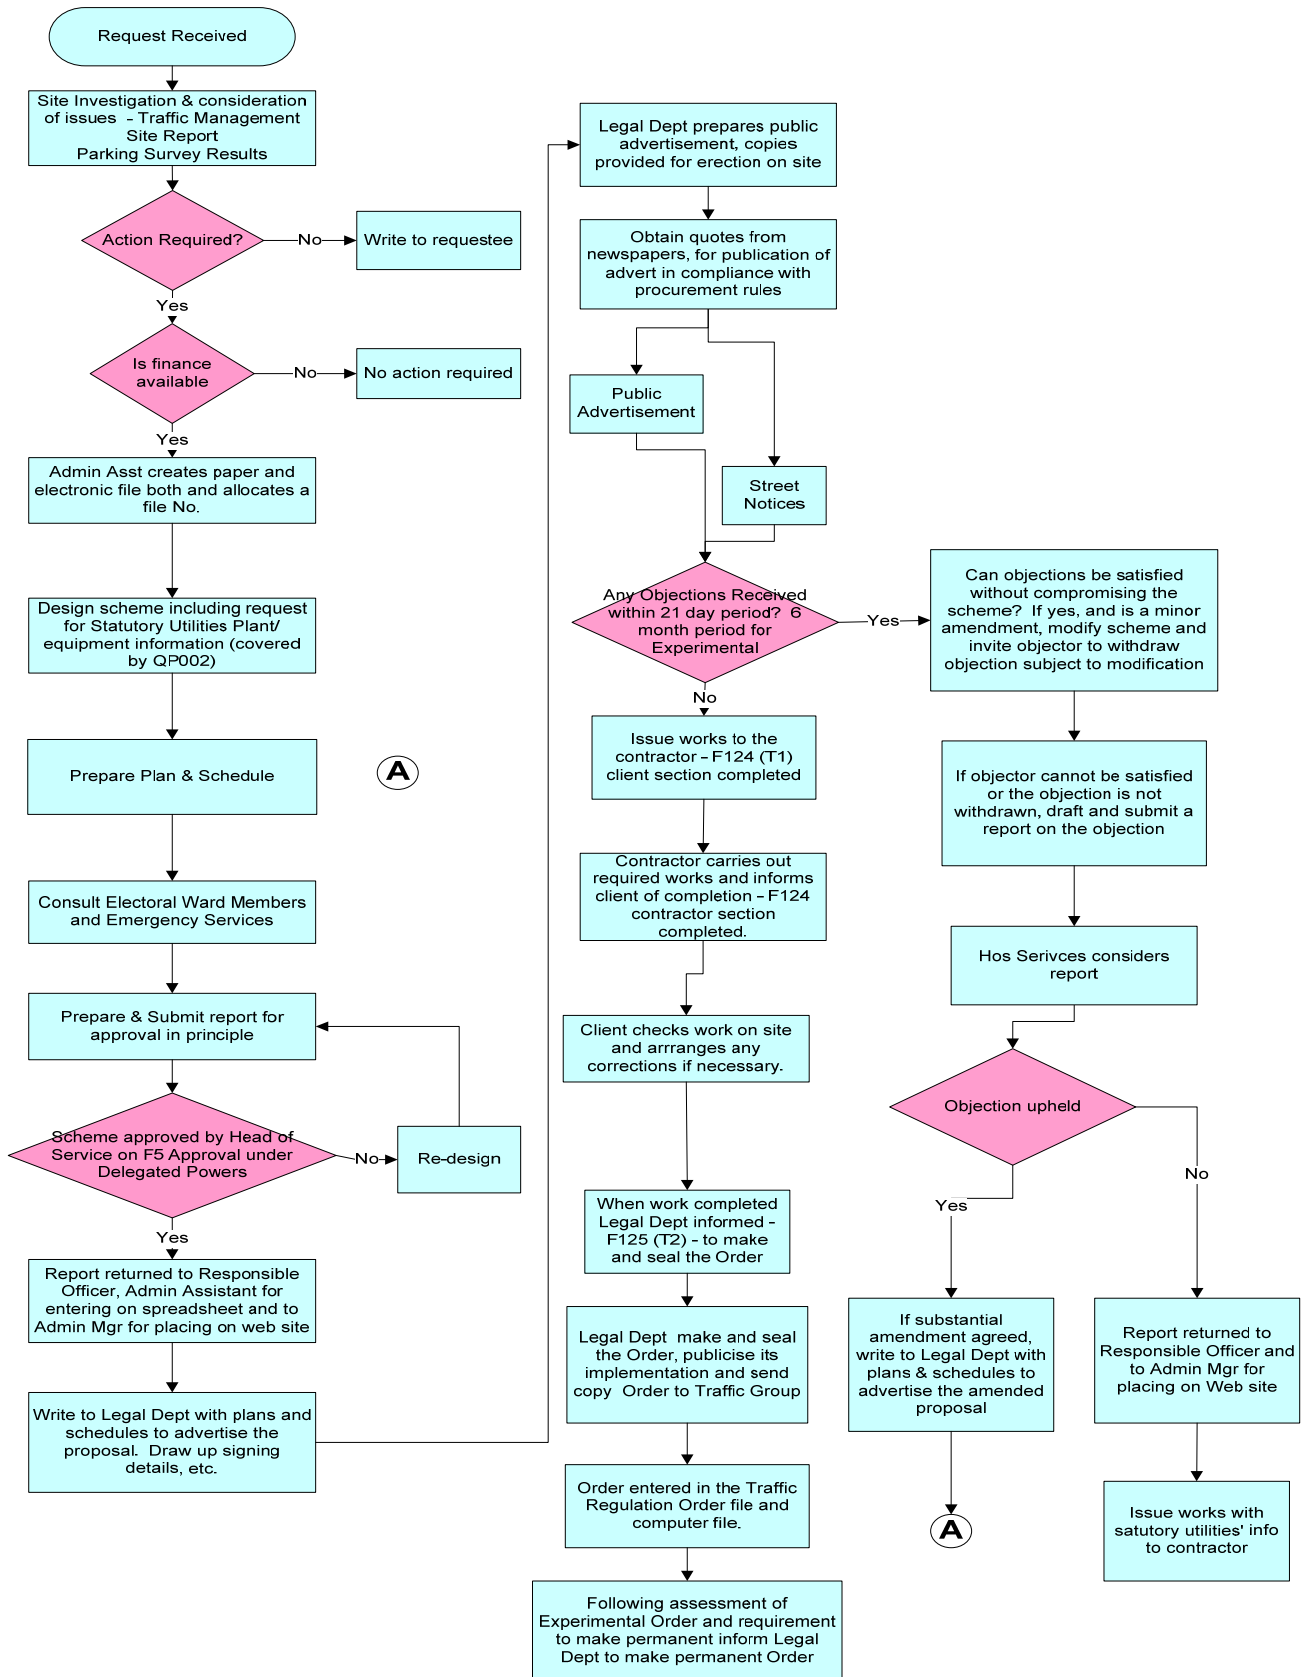 Request Received
Site Investigation & consideration
of issues - Traffic Management
Site Report
Parking Survey Results
Action Required?
No
Write to requestee
Yes
Is finance
available
No
No action required
Yes
Admin Asst creates paper and
electronic file both and allocates a
file No.
Design scheme including request
for Statutory Utilities Plant/
equipment information (covered
by QP002)
Prepare Plan & Schedule
A
Consult Electoral Ward Members
and Emergency Services
Prepare & Submit report for
approval in principle
Scheme approved by Head of
Service on F5 Approval under
Delegated Powers
No
Re-design
Yes
Report returned to Responsible
Officer, Admin Assistant for
entering on spreadsheet and to
Admin Mgr for placing on web site
Write to Legal Dept with plans and
schedules to advertise the
proposal. Draw up signing
details, etc.
Legal Dept prepares public
advertisement, copies
provided for erection on site
Obtain quotes from
newspapers, for publication of
advert in compliance with
procurement rules
Public
Advertisement
Street
Notices
Any Objections Received
within 21 day period? 6
month period for
Experimental
Yes
No
Issue works to the
contractor - F124 (T1)
client section completed
Contractor carries out
required works and informs
client of completion - F124
contractor section
completed.
Client checks work on site
and arrranges any
corrections if necessary.
When work completed
Legal Dept informed -
F125 (T2) - to make
and seal the Order
Legal Dept make and seal
the Order, publicise its
implementation and send
copy Order to Traffic Group
Order entered in the Traffic
Regulation Order file and
computer file.
Following assessment of
Experimental Order and requirement
to make permanent inform Legal
Dept to make permanent Order
Can objections be satisfied
without compromising the
scheme? If yes, and is a minor
amendment, modify scheme and
invite objector to withdraw
objection subject to modification
If objector cannot be satisfied
or the objection is not
withdrawn, draft and submit a
report on the objection
Hos Serivces considers
report
Objection upheld
Yes
No
If substantial
amendment agreed,
write to Legal Dept with
plans & schedules to
advertise the amended
proposal
A
Report returned to
Responsible Officer and
to Admin Mgr for
placing on Web site
Issue works with
satutory utilities' info
to contractor